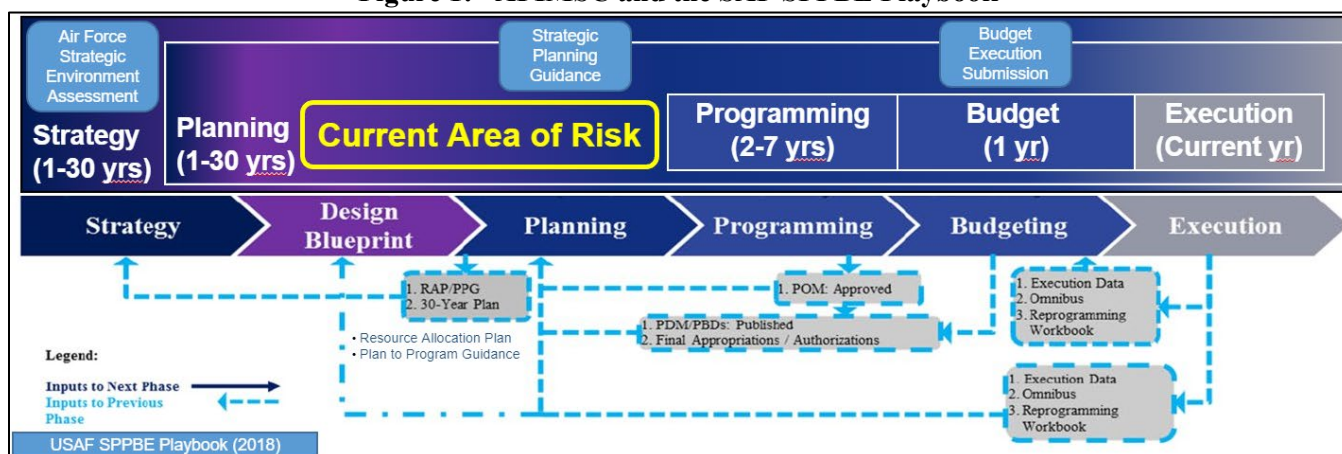 Figure 1. AFIMSC and the SAF SPPBE Playbook
Air Force
Strategic
Environment
Assessment
Strategic
Planning
Guidance
Budget
Execution
Submission
Strategy
(1-30 yrs)
Planning
(1-30 yrs)
Current Area of Risk
Programming
(2-7 yrs)
Budget
(1 yr)
Execution
(Current yr)
Strategy
Design
Blueprint
Planning
Programming
Budgeting
Execution
1. RAP/PPG
2. 30-Year Plan
• Resource Allocation Plan
• Plan to Program Guidance
1. POM: Approved
1. PDM/PBDs: Published
2. Final Appropriations / Authorizations
1. Execution Data
2. Omnibus
3. Reprogramming
Workbook
1. Execution Data
2. Omnibus
3. Reprogramming
Workbook
Legend:
Inputs to Next Phase
Inputs to Previous
Phase
USAF SPPBE Playbook (2018)